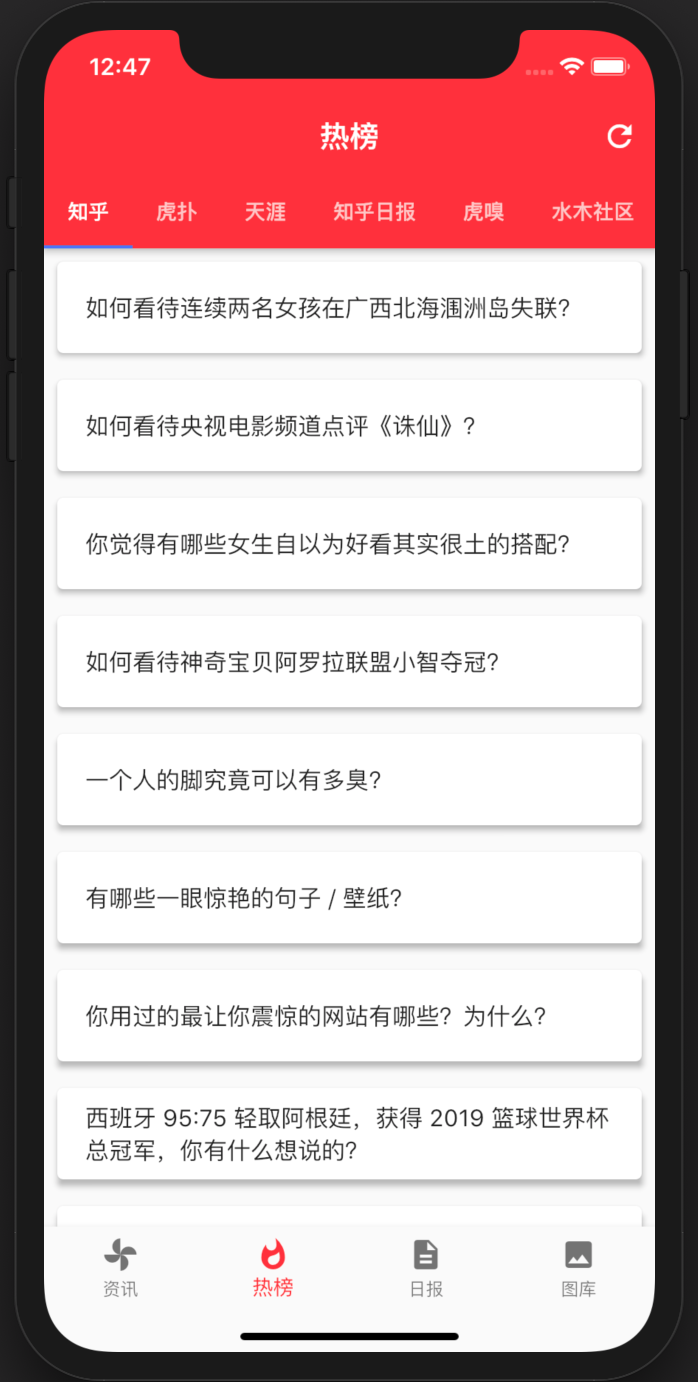 12:47
热榜
知乎 虎扑 天涯 知乎日报 虎嗅 水木社区
如何看待连续两名女孩在广西北海涠洲岛失联?
如何看待央视电影频道点评《诛仙》?
你觉得有哪些女生自以为好看其实很土的搭配?
如何看待神奇宝贝阿罗拉联盟小智夺冠?
一个人的脚究竟可以有多臭?
有哪些一眼惊艳的句子 / 壁纸?
你用过的最让你震惊的网站有哪些？为什么?
西班牙 95:75 轻取阿根廷，获得 2019 篮球世界杯
总冠军，你有什么想说的?
资讯 热榜 日报 图库